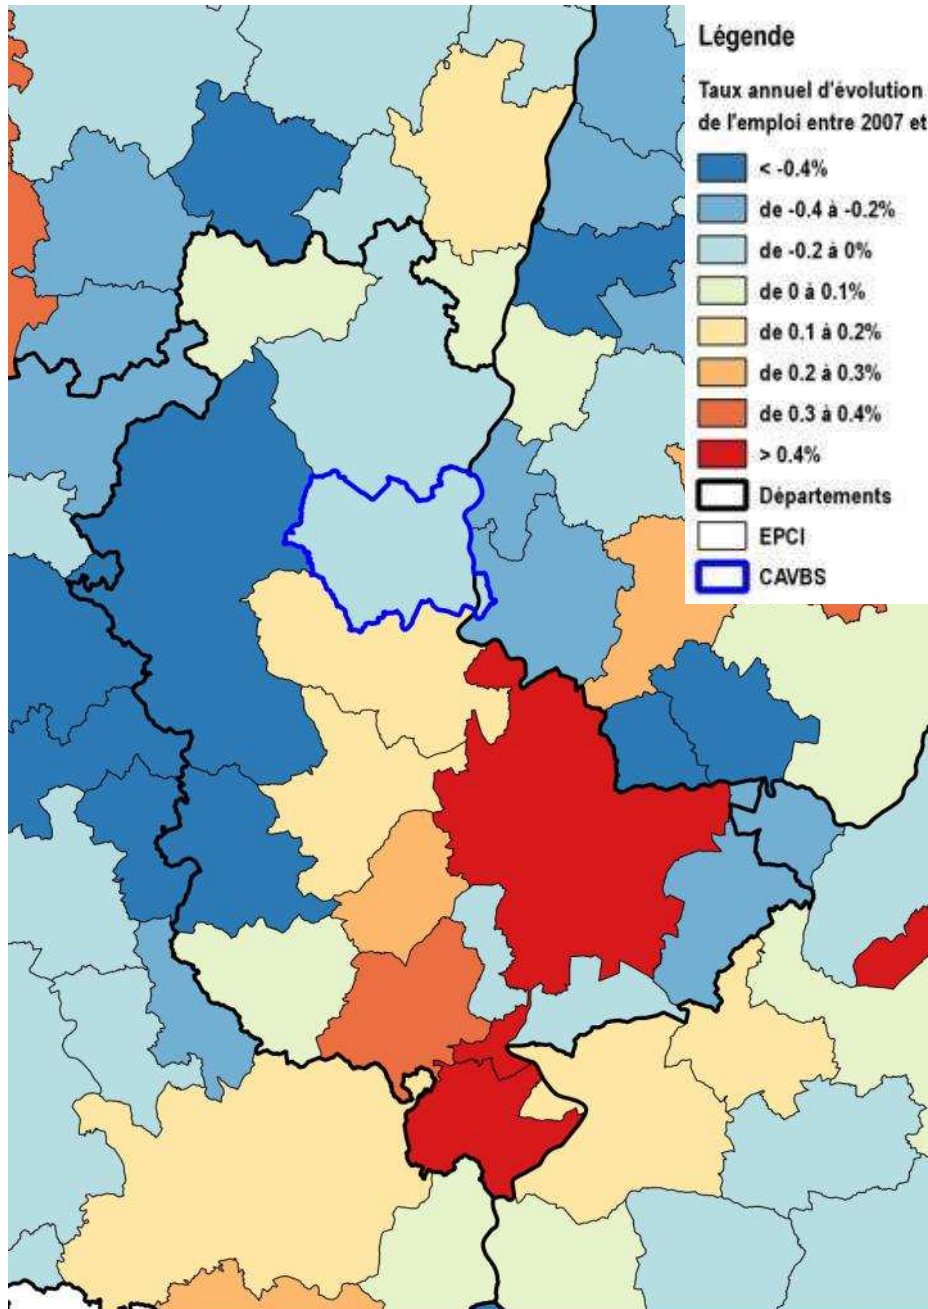 Légende
Taux annuel d'évolution
de l'emploi entre 2007 et
< -0.4%
de -0.4 à -0.2%
de -0.2 à 0%
de 0 à 0.1%
de 0.1 à 0.2%
de 0.2 à 0.3%
de 0.3 à 0.4%
> 0.4%
Départements
EPCI
CAVBS